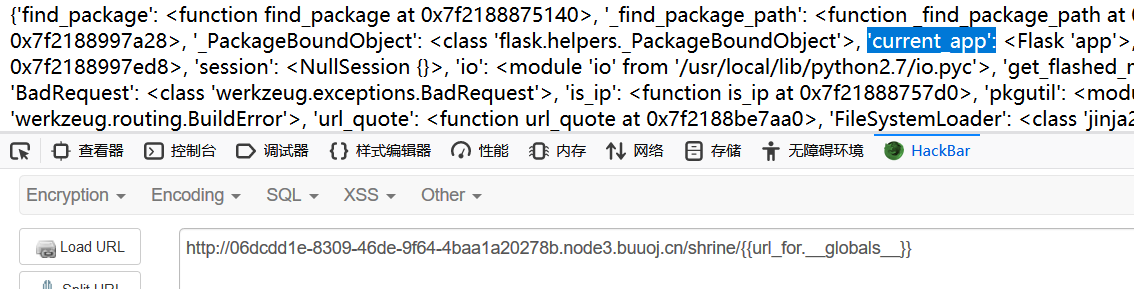 {'find_package': <function find_package at 0x7f2188875140>, '_find_package_path': <function _find_package_path at
0x7f2188997a28>, '_PackageBoundObject': <class 'flask.helpers._PackageBoundObject'>, 'current_app': <Flask 'app'>,
0x7f2188997ed8>, 'session': <NullSession {}>, 'io': <module 'io' from '/usr/local/lib/python2.7/io.pyc'>, 'get_flashed_
'BadRequest': <class 'werkzeug.exceptions.BadRequest'>, 'is_ip': <function is_ip at 0x7f21888757d0>, 'pkgutil':
'werkzeug.routing.BuildError'>, 'url_quote': <function url_quote at 0x7f2188be7aa0>, 'FileSystemLoader': <class
查看器 控制台 调试器 {} 样式编辑器 性能 内存 网络 存储 无障碍环境 HackBar
Encryption Encoding SQL XSS Other
Load URL
http://06dcdd1e-8309-46de-9f64-4baa1a20278b.node3.buuoj.cn/shrine/{{url_for.__globals__}}
Split URL